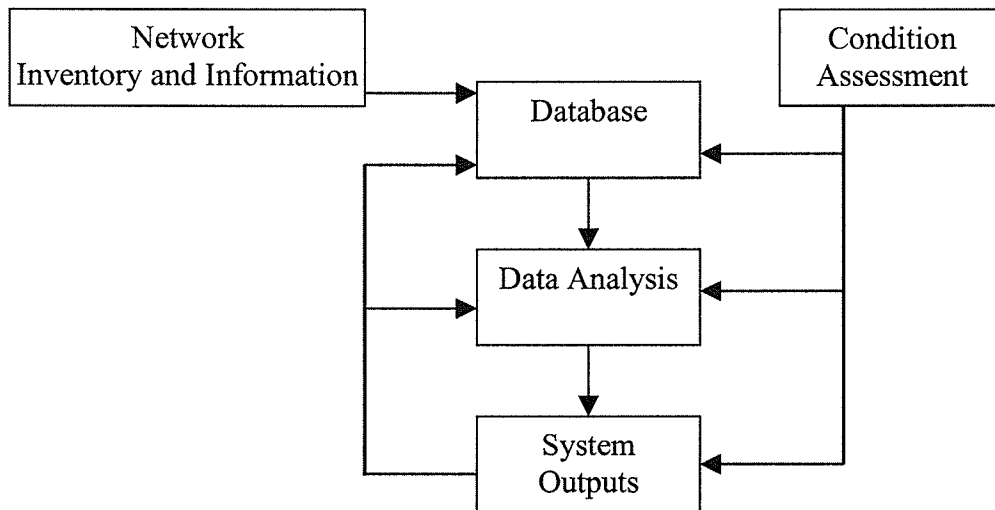 Network
Inventory and Information
Condition
Assessment
Database
Data Analysis
System
Outputs